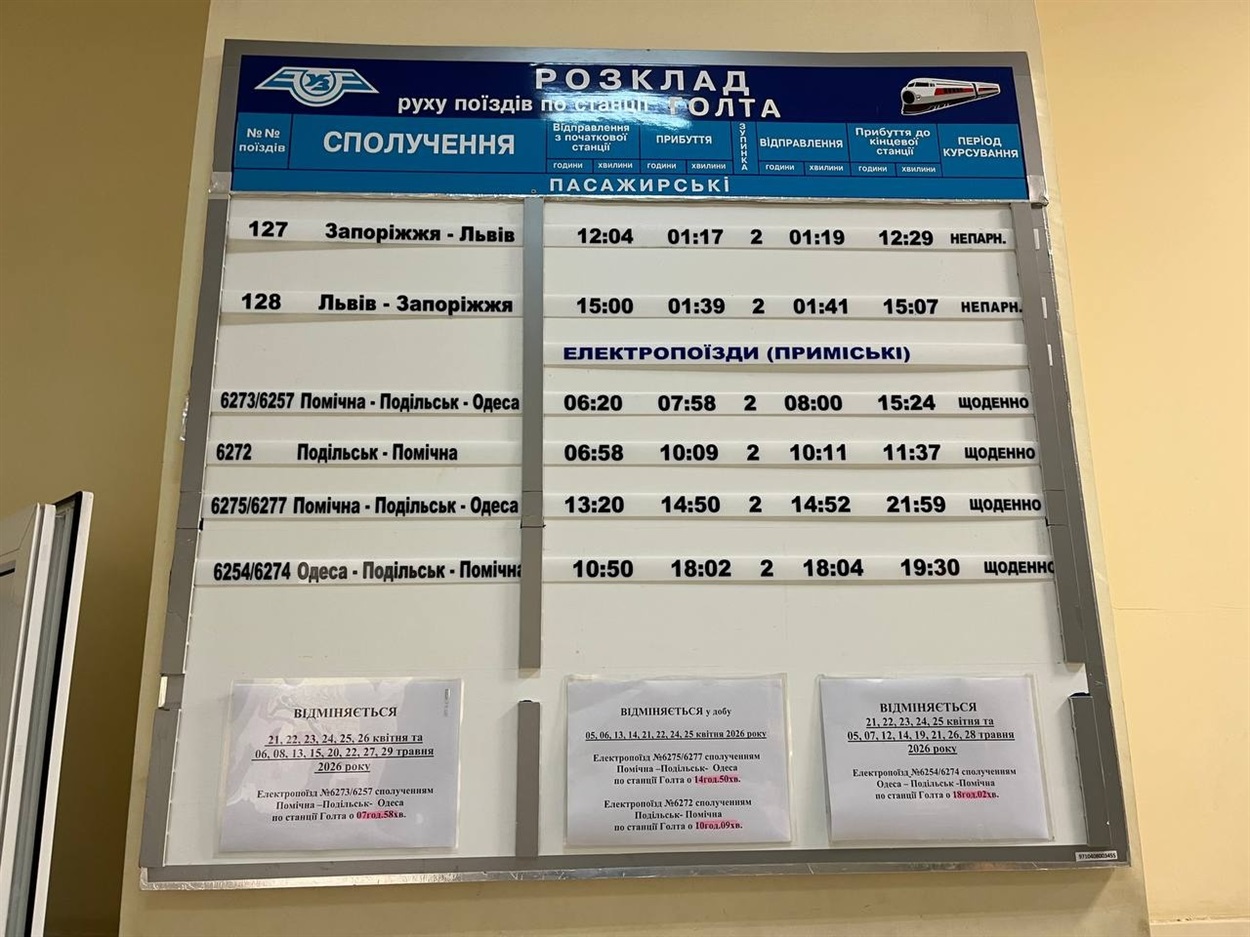 УЗ
РОЗКЛАД
руху поїздів по станції ГОЛТА
№№ поїздів
СПОЛУЧЕННЯ
Відправлення з початкової станції
години хвилини
ПРИБУТТЯ
години хвилини
ЗУПИНКА
ВІДПРАВЛЕННЯ
години хвилини
Прибуття до кінцевої станції
години хвилини
ПЕРІОД КУРСУВАННЯ
ПАСАЖИРСЬКІ
127 Запоріжжя - Львів 12:04 01:17 2 01:19 12:29 НЕПАРН.
128 Львів - Запоріжжя 15:00 01:39 2 01:41 15:07 НЕПАРН.
ЕЛЕКТРОПОЇЗДИ (ПРИМІСЬКІ)
6273/6257 Помічна - Подільськ - Одеса 06:20 07:58 2 08:00 15:24 ЩОДЕННО
6272 Подільськ - Помічна 06:58 10:09 2 10:11 11:37 ЩОДЕННО
6275/6277 Помічна - Подільськ - Одеса 13:20 14:50 2 14:52 21:59 ЩОДЕННО
6254/6274 Одеса - Подільськ - Помічна 10:50 18:02 2 18:04 19:30 ЩОДЕННО
ВІДМІНЯЄТЬСЯ
21, 22, 23, 24, 25, 26 квітня та
06, 08, 13, 15, 20, 22, 27, 29 травня
2026 року
Електропоїзд №6273/6257 сполученням
Помічна –Подільськ- Одеса
по станції Голта о 07год.58хв.
ВІДМІНЯЄТЬСЯ у добу
05, 06, 13, 14, 21, 22, 24, 25 квітня 2026 року
Електропоїзд №6275/6277 сполученням
Помічна –Подільськ- Одеса
по станції Голта о 14год.50хв.
Електропоїзд №6272 сполученням
Подільськ- Помічна
по станції Голта о 10год.09хв.
ВІДМІНЯЄТЬСЯ
21, 22, 23, 24, 25 квітня та
05, 07, 12, 14, 19, 21, 26, 28 травня
2026 року
Електропоїзд №6254/6274 сполученням
Одеса – Подільськ -Помічна
по станції Голта о 18год.02хв.